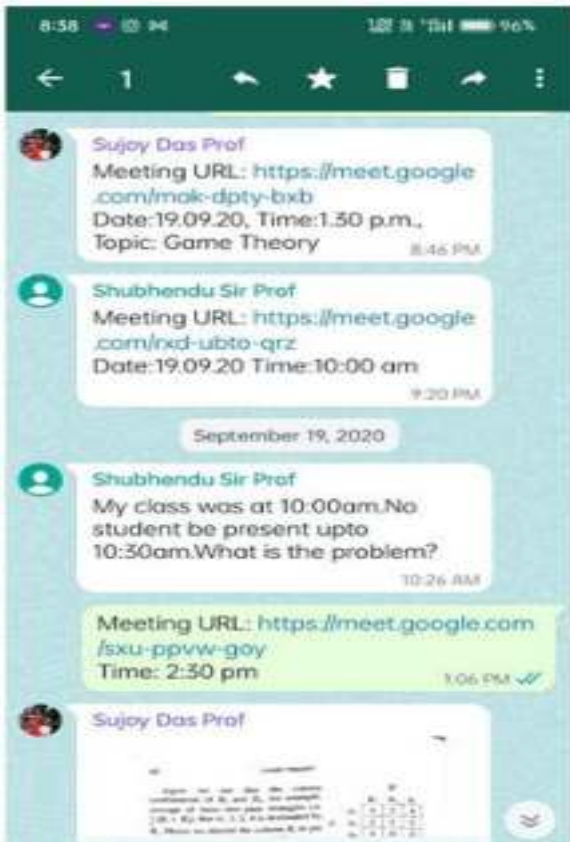 8:38
96%
1
Sujoy Das Prof
Meeting URL: https://meet.google
.com/mok-dpty-bxb
Date:19.09.20, Time:1.30 p.m.,
Topic: Game Theory
8:46 PM
Shubhendu Sir Prof
Meeting URL: https://meet.google
.com/rxd-ubto-qrz
Date:19.09.20 Time:10:00 am
9:20 PM
September 19, 2020
Shubhendu Sir Prof
My class was at 10:00am.No
student be present upto
10:30am.What is the problem?
10:26 AM
Meeting URL: https://meet.google.com
/sxu-ppvw-goy
Time: 2:30 pm
1:06 PM
Sujoy Das Prof